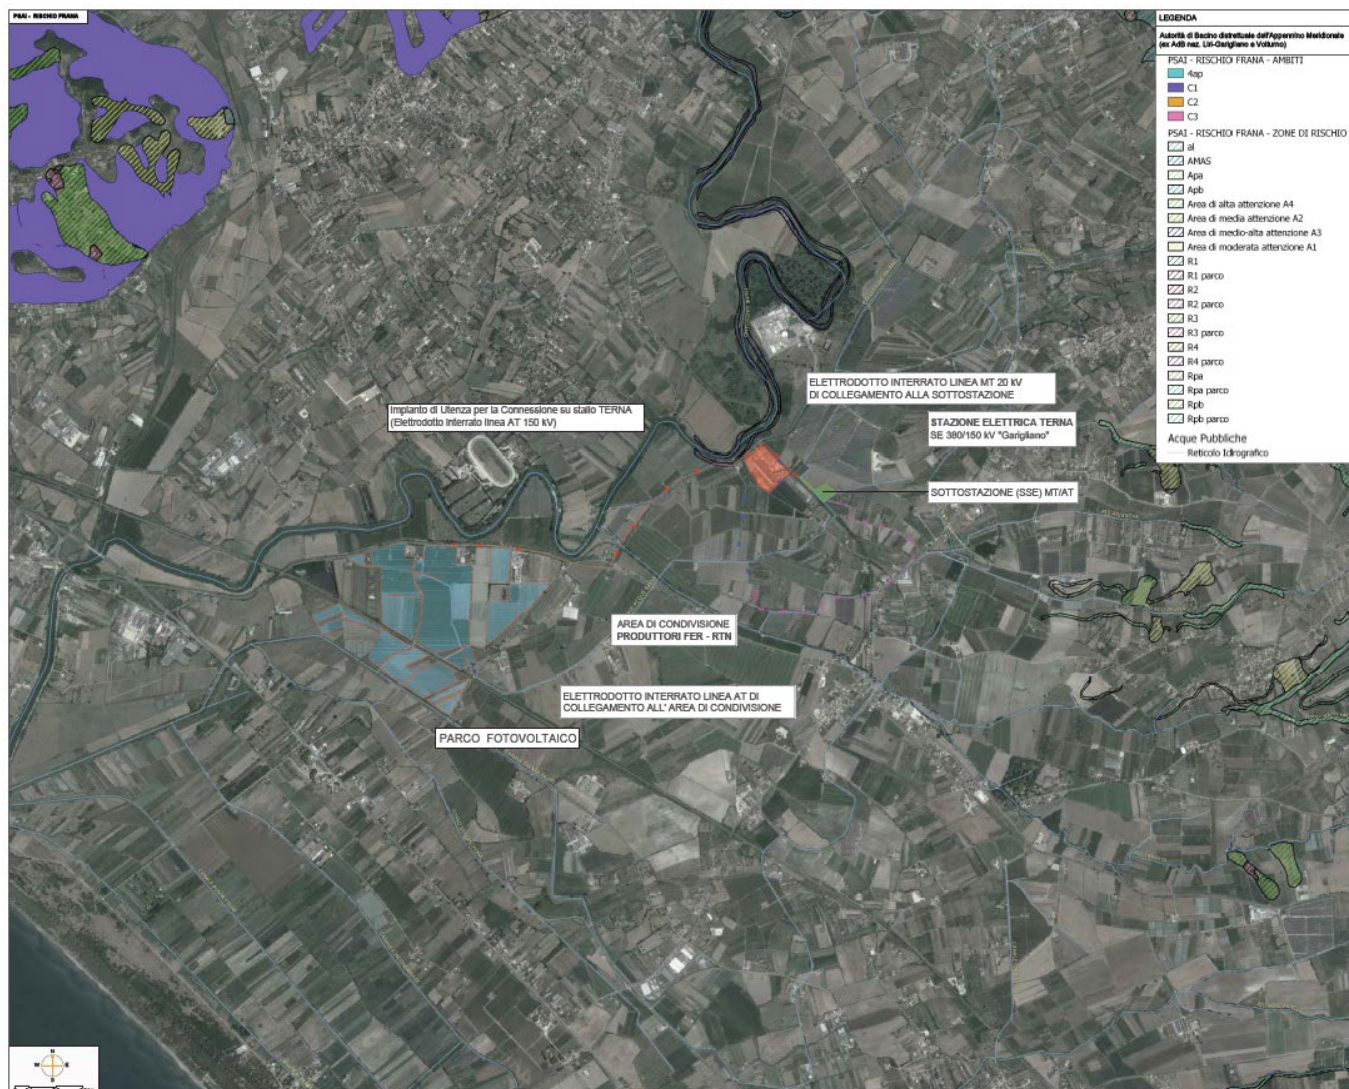 PSAI - RISCHIO FRANA
LEGENDA
Autorità di Bacino distrettuale dell'Appennino Meridionale
(ex AdB naz. Liri-Garigliano e Volturno)
PSAI - RISCHIO FRANA - AMBITI
4ap
C1
C2
C3
PSAI - RISCHIO FRANA - ZONE DI RISCHIO
al
AMAS
Apa
Apb
Area di alta attenzione A4
Area di media attenzione A2
Area di medio-alta attenzione A3
Area di moderata attenzione A1
R1
R1 parco
R2
R2 parco
R3
R3 parco
R4
R4 parco
Rpa
Rpa parco
Rpb
Rpb parco
Acque Pubbliche
Reticolo Idrografico
ELETTRODOTTO INTERRATO LINEA MT 20 kV
DI COLLEGAMENTO ALLA SOTTOSTAZIONE
Impianto di Utenza per la Connessione su stallo TERNA
(Elettrodotto interrato linea AT 150 kV)
STAZIONE ELETTRICA TERNA
SE 380/150 kV "Garigliano"
SOTTOSTAZIONE (SSE) MT/AT
AREA DI CONDIVISIONE
PRODUTTORI FER - RTN
ELETTRODOTTO INTERRATO LINEA AT DI
COLLEGAMENTO ALL' AREA DI CONDIVISIONE
PARCO FOTOVOLTAICO
N
W E
S